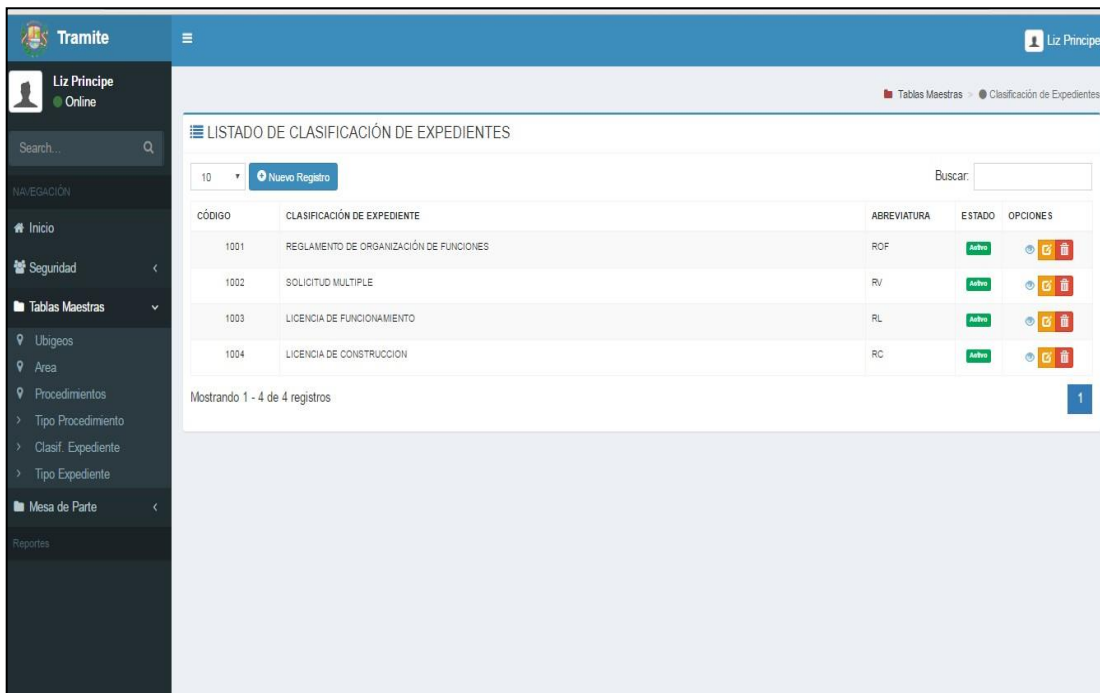 Tramite
Liz Principe
Liz Principe
Online
Tablas Maestras > Clasificación de Expedientes
Search...
LISTADO DE CLASIFICACIÓN DE EXPEDIENTES
10 Nuevo Registro Buscar:
NAVEGACIÓN
Inicio
Seguridad
Tablas Maestras
Ubigeos
Area
Procedimientos
Tipo Procedimiento
Clasif. Expediente
Tipo Expediente
Mesa de Parte
Reportes
CÓDIGO CLASIFICACIÓN DE EXPEDIENTE ABREVIATURA ESTADO OPCIONES
1001 REGLAMENTO DE ORGANIZACIÓN DE FUNCIONES ROF Activo
1002 SOLICITUD MULTIPLE RV Activo
1003 LICENCIA DE FUNCIONAMIENTO RL Activo
1004 LICENCIA DE CONSTRUCCION RC Activo
Mostrando 1 - 4 de 4 registros 1